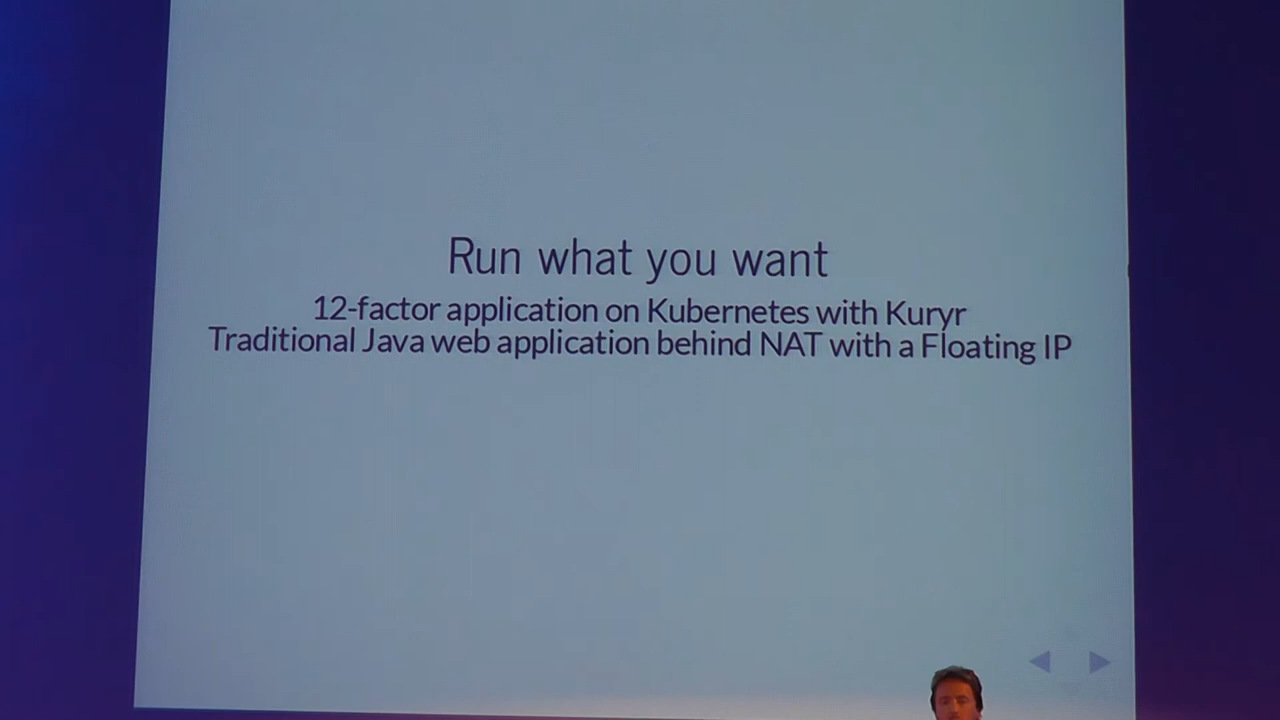 Run what you want
12-factor application on Kubernetes with Kuryr
Traditional Java web application behind NAT with a Floating IP